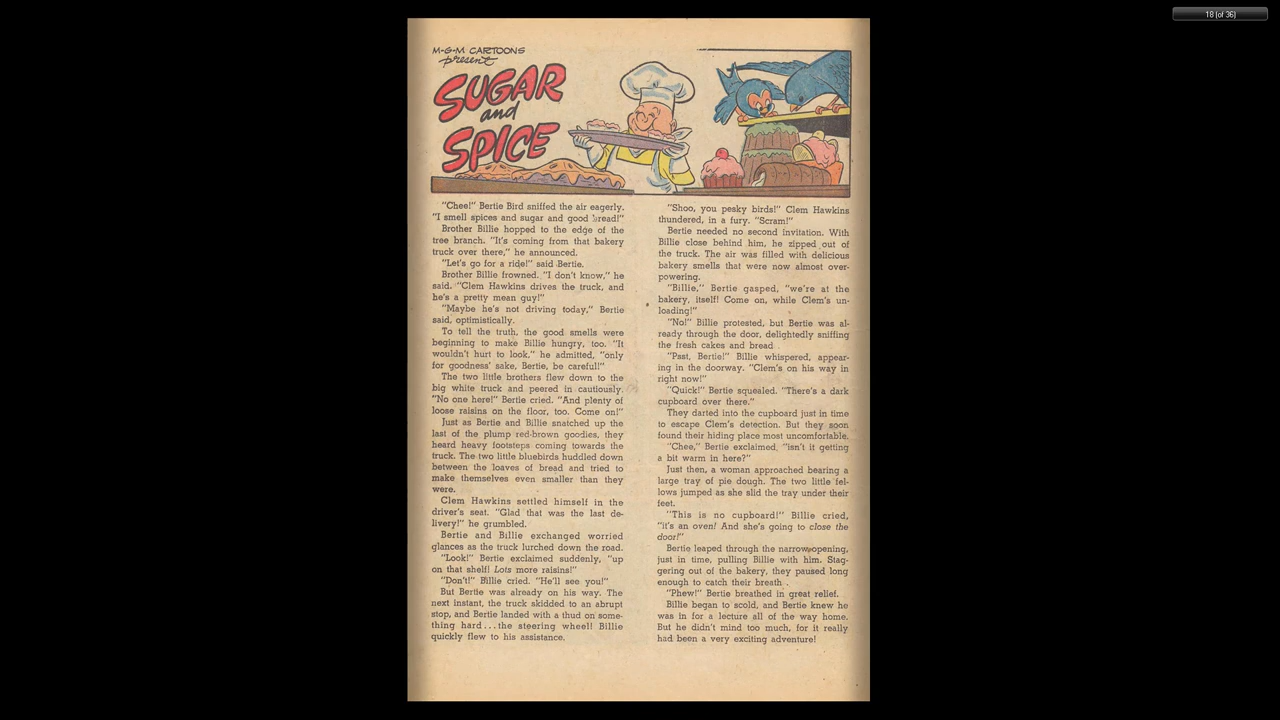 18 (of 36)
M-G-M CARTOONS
present
SUGAR
and
SPICE
"Chee!" Bertie Bird sniffed the air eagerly.
"I smell spices and sugar and good bread!"
Brother Billie hopped to the edge of the
tree branch. "It's coming from that bakery
truck over there," he announced.
"Let's go for a ride!" said Bertie.
Brother Billie frowned. "I don't know," he
said. "Clem Hawkins drives the truck, and
he's a pretty mean guy!"
"Maybe he's not driving today," Bertie
said, optimistically.
To tell the truth, the good smells were
beginning to make Billie hungry, too. "It
wouldn't hurt to look," he admitted, "only
for goodness' sake, Bertie, be careful!"
The two little brothers flew down to the
big white truck and peered in cautiously.
"No one here!" Bertie cried. "And plenty of
loose raisins on the floor, too. Come on!"
Just as Bertie and Billie snatched up the
last of the plump red-brown goodies, they
heard heavy footsteps coming towards the
truck. The two little bluebirds huddled down
between the loaves of bread and tried to
make themselves even smaller than they
were.
Clem Hawkins settled himself in the
driver's seat. "Glad that was the last de-
livery!" he grumbled.
Bertie and Billie exchanged worried
glances as the truck lurched down the road.
"Look!" Bertie exclaimed suddenly, "up
on that shelf! Lots more raisins!"
"Don't!" Billie cried. "He'll see you!"
But Bertie was already on his way. The
next instant, the truck skidded to an abrupt
stop, and Bertie landed with a thud on some-
thing hard...the steering wheel! Billie
quickly flew to his assistance.
"Shoo, you pesky birds!" Clem Hawkins
thundered, in a fury. "Scram!"
Bertie needed no second invitation. With
Billie close behind him, he zipped out of
the truck. The air was filled with delicious
bakery smells that were now almost over-
powering.
"Billie," Bertie gasped, "we're at the
bakery, itself! Come on, while Clem's un-
loading!"
"No!" Billie protested, but Bertie was al-
ready through the door, delightedly sniffing
the fresh cakes and bread.
"Psst, Bertie!" Billie whispered, appear-
ing in the doorway. "Clem's on his way in
right now!"
"Quick!" Bertie squealed. "There's a dark
cupboard over there."
They darted into the cupboard just in time
to escape Clem's detection. But they soon
found their hiding place most uncomfortable.
"Chee," Bertie exclaimed, "isn't it getting
a bit warm in here?"
Just then, a woman approached bearing a
large tray of pie dough. The two little fel-
lows jumped as she slid the tray under their
feet.
"This is no cupboard!" Billie cried,
"it's an oven! And she's going to close the
door!"
Bertie leaped through the narrow opening,
just in time, pulling Billie with him. Stag-
gering out of the bakery, they paused long
enough to catch their breath.
"Phew!" Bertie breathed in great relief.
Billie began to scold, and Bertie knew he
was in for a lecture all of the way home.
But he didn't mind too much, for it really
had been a very exciting adventure!